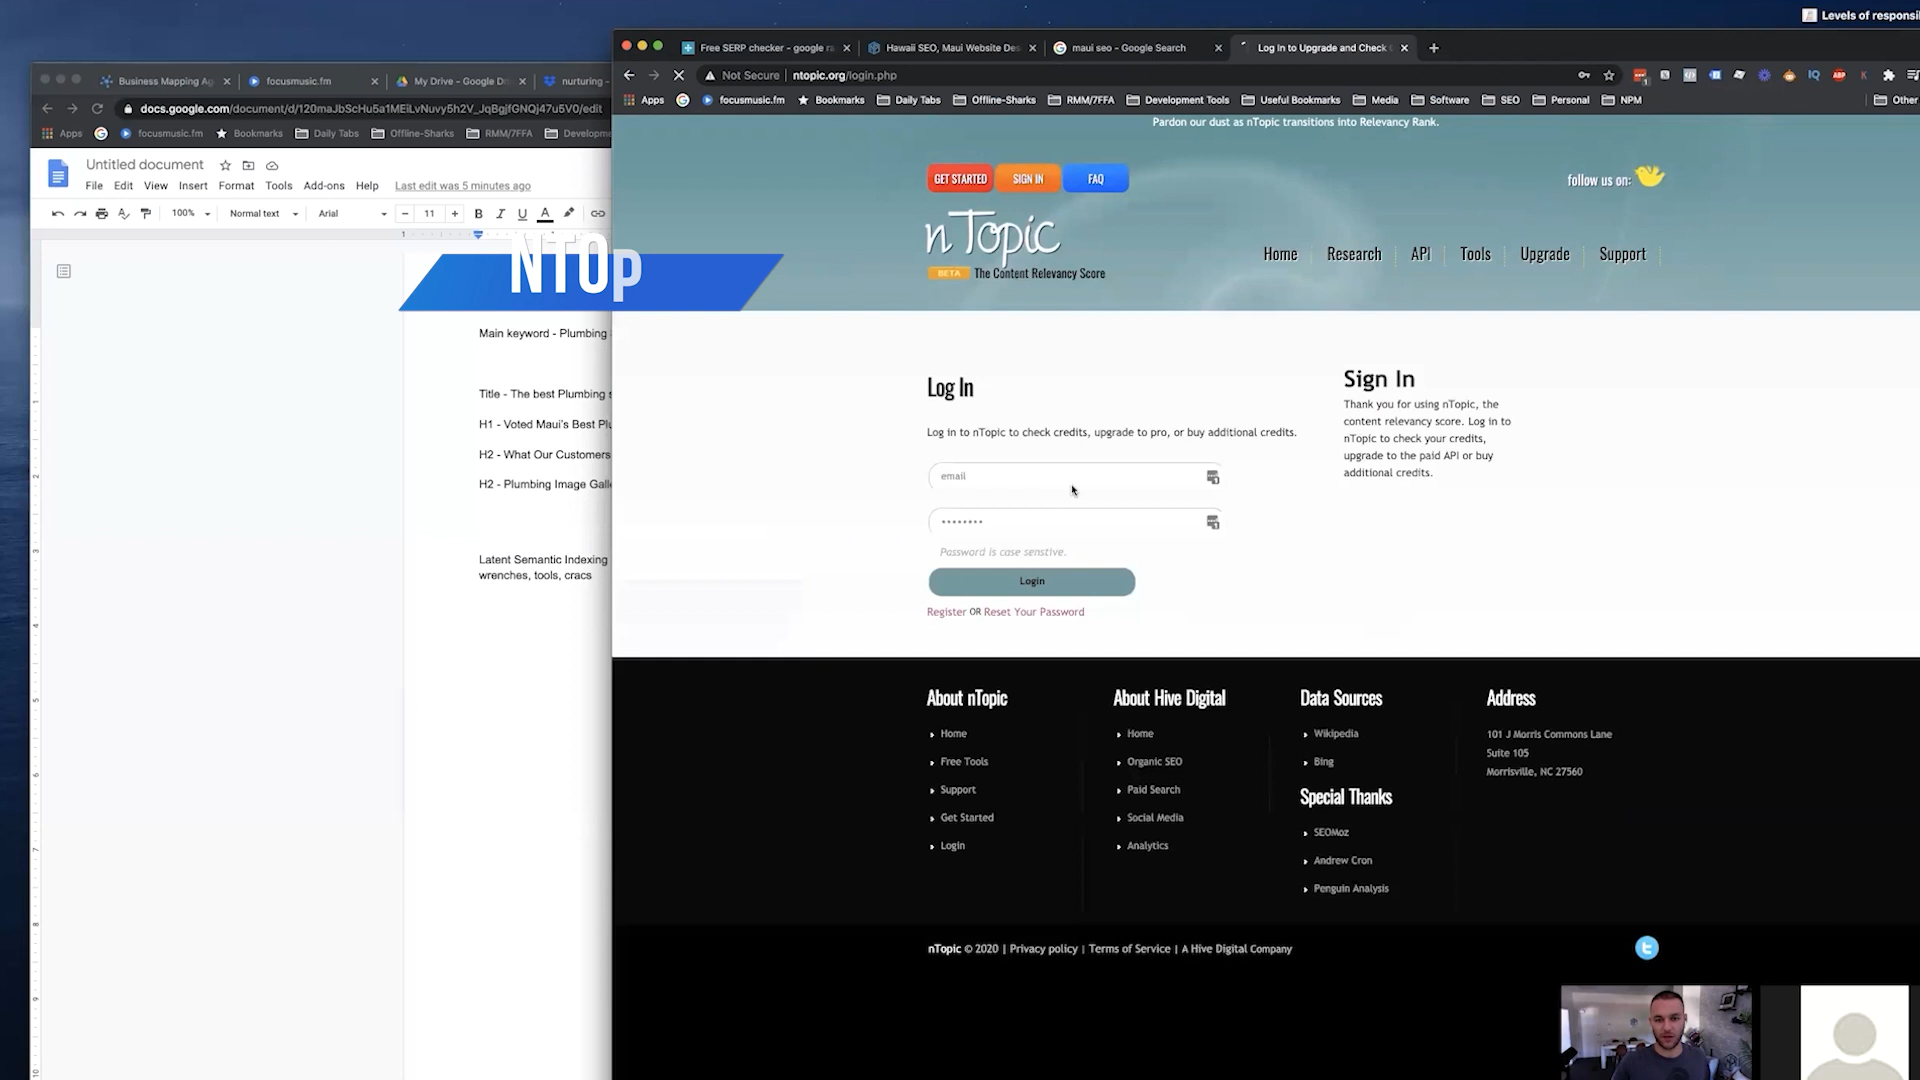 Levels of responsi
Business Mapping Ag
focusmusic.fm
My Drive - Google D
nurturing -
docs.google.com/document/d/120maJbScHu5a1MEiLvNuvy5h2V_JqBgjfGNQj47u5V0/edit
Apps
focusmusic.fm
Bookmarks
Daily Tabs
Offline-Sharks
RMM/7FFA
Developme
Untitled document
File Edit View Insert Format Tools Add-ons Help Last edit was 5 minutes ago
100% Normal text Arial 11
NTOp
Main keyword - Plumbing
Title - The best Plumbing s
H1 - Voted Maui's Best Plu
H2 - What Our Customers
H2 - Plumbing Image Galle
Latent Semantic Indexing
wrenches, tools, cracs
Free SERP checker - google ra
Hawaii SEO, Maui Website Des
maui seo - Google Search
Log In to Upgrade and Check C
Not Secure ntopic.org/login.php
Apps
focusmusic.fm
Bookmarks
Daily Tabs
Offline-Sharks
RMM/7FFA
Development Tools
Useful Bookmarks
Media
Software
SEO
Personal
NPM
Other
Pardon our dust as nTopic transitions into Relevancy Rank.
GET STARTED
SIGN IN
FAQ
follow us on:
nTopic
BETA The Content Relevancy Score
Home Research API Tools Upgrade Support
Log In
Log in to nTopic to check credits, upgrade to pro, or buy additional credits.
email
Password is case senstive.
Login
Register OR Reset Your Password
Sign In
Thank you for using nTopic, the
content relevancy score. Log in to
nTopic to check your credits,
upgrade to the paid API or buy
additional credits.
About nTopic
Home
Free Tools
Support
Get Started
Login
About Hive Digital
Home
Organic SEO
Paid Search
Social Media
Analytics
Data Sources
Wikipedia
Bing
Special Thanks
SEOMoz
Andrew Cron
Penguin Analysis
Address
101 J Morris Commons Lane
Suite 105
Morrisville, NC 27560
nTopic © 2020 | Privacy policy | Terms of Service | A Hive Digital Company